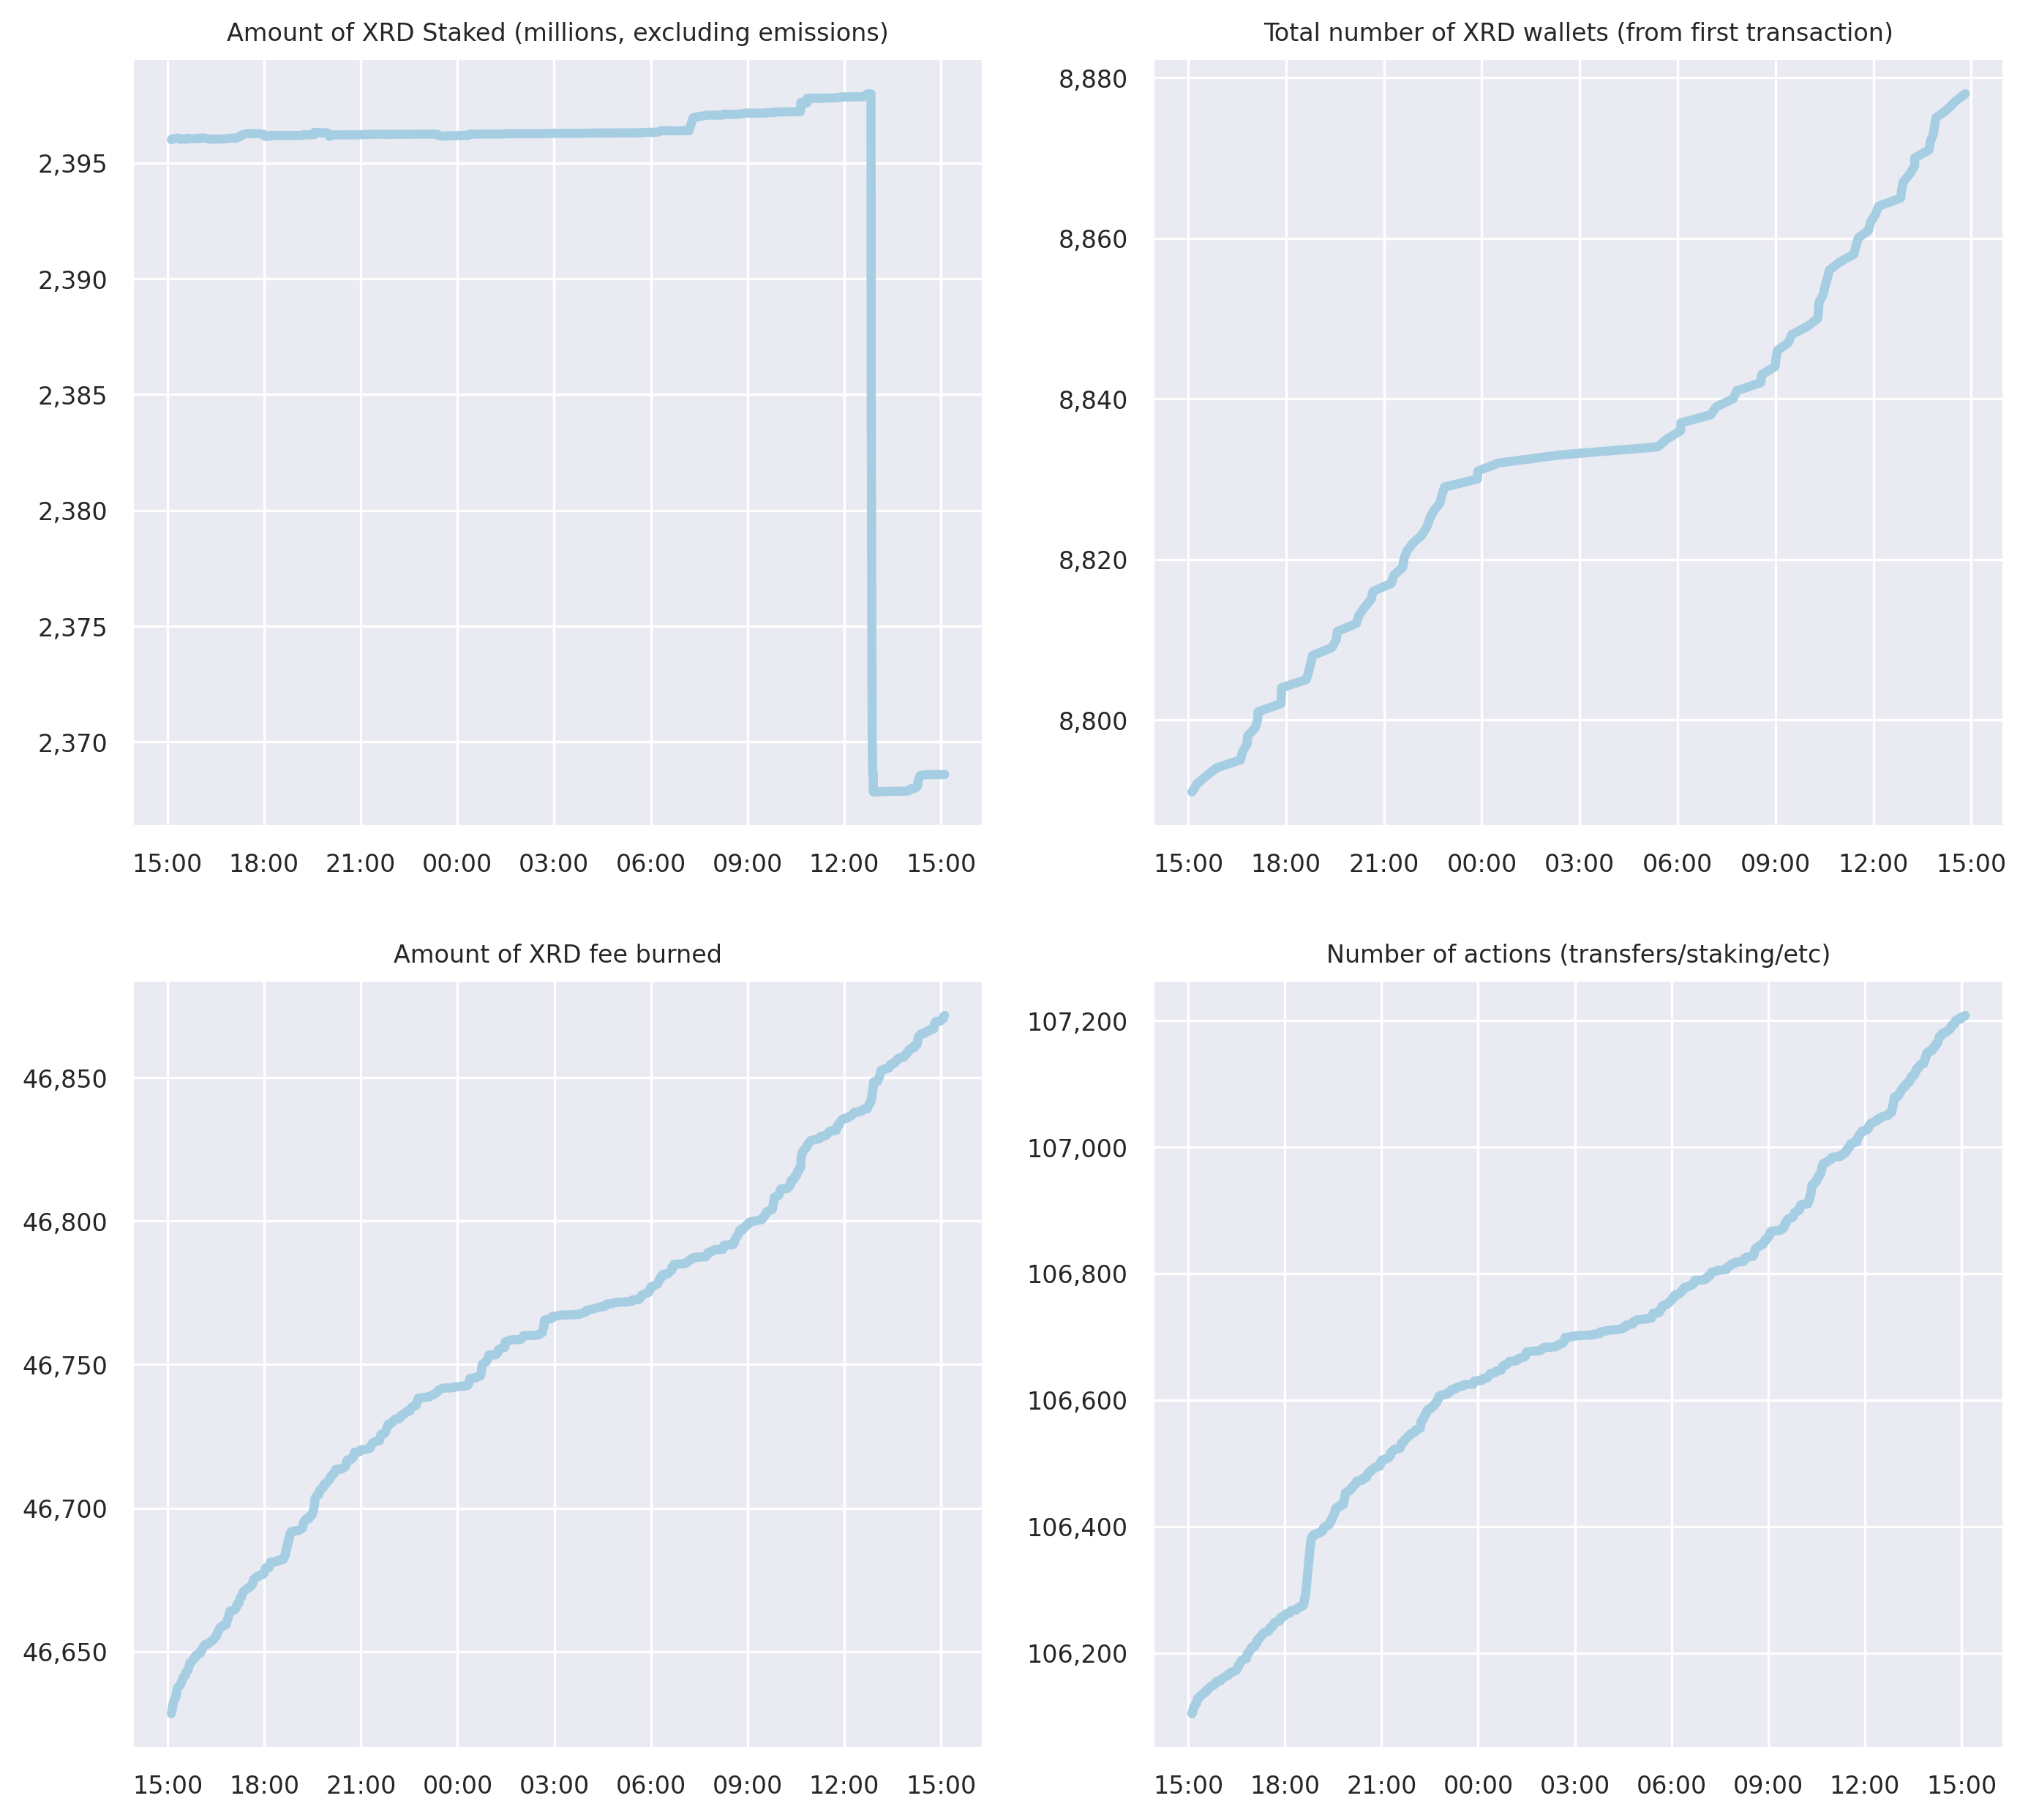 Amount of XRD Staked (millions, excluding emissions)
2,395
2,390
2,385
2,380
2,375
2,370
15:00 18:00 21:00 00:00 03:00 06:00 09:00 12:00 15:00
Total number of XRD wallets (from first transaction)
8,880
8,860
8,840
8,820
8,800
15:00 18:00 21:00 00:00 03:00 06:00 09:00 12:00 15:00
Amount of XRD fee burned
46,850
46,800
46,750
46,700
46,650
15:00 18:00 21:00 00:00 03:00 06:00 09:00 12:00 15:00
Number of actions (transfers/staking/etc)
107,200
107,000
106,800
106,600
106,400
106,200
15:00 18:00 21:00 00:00 03:00 06:00 09:00 12:00 15:00